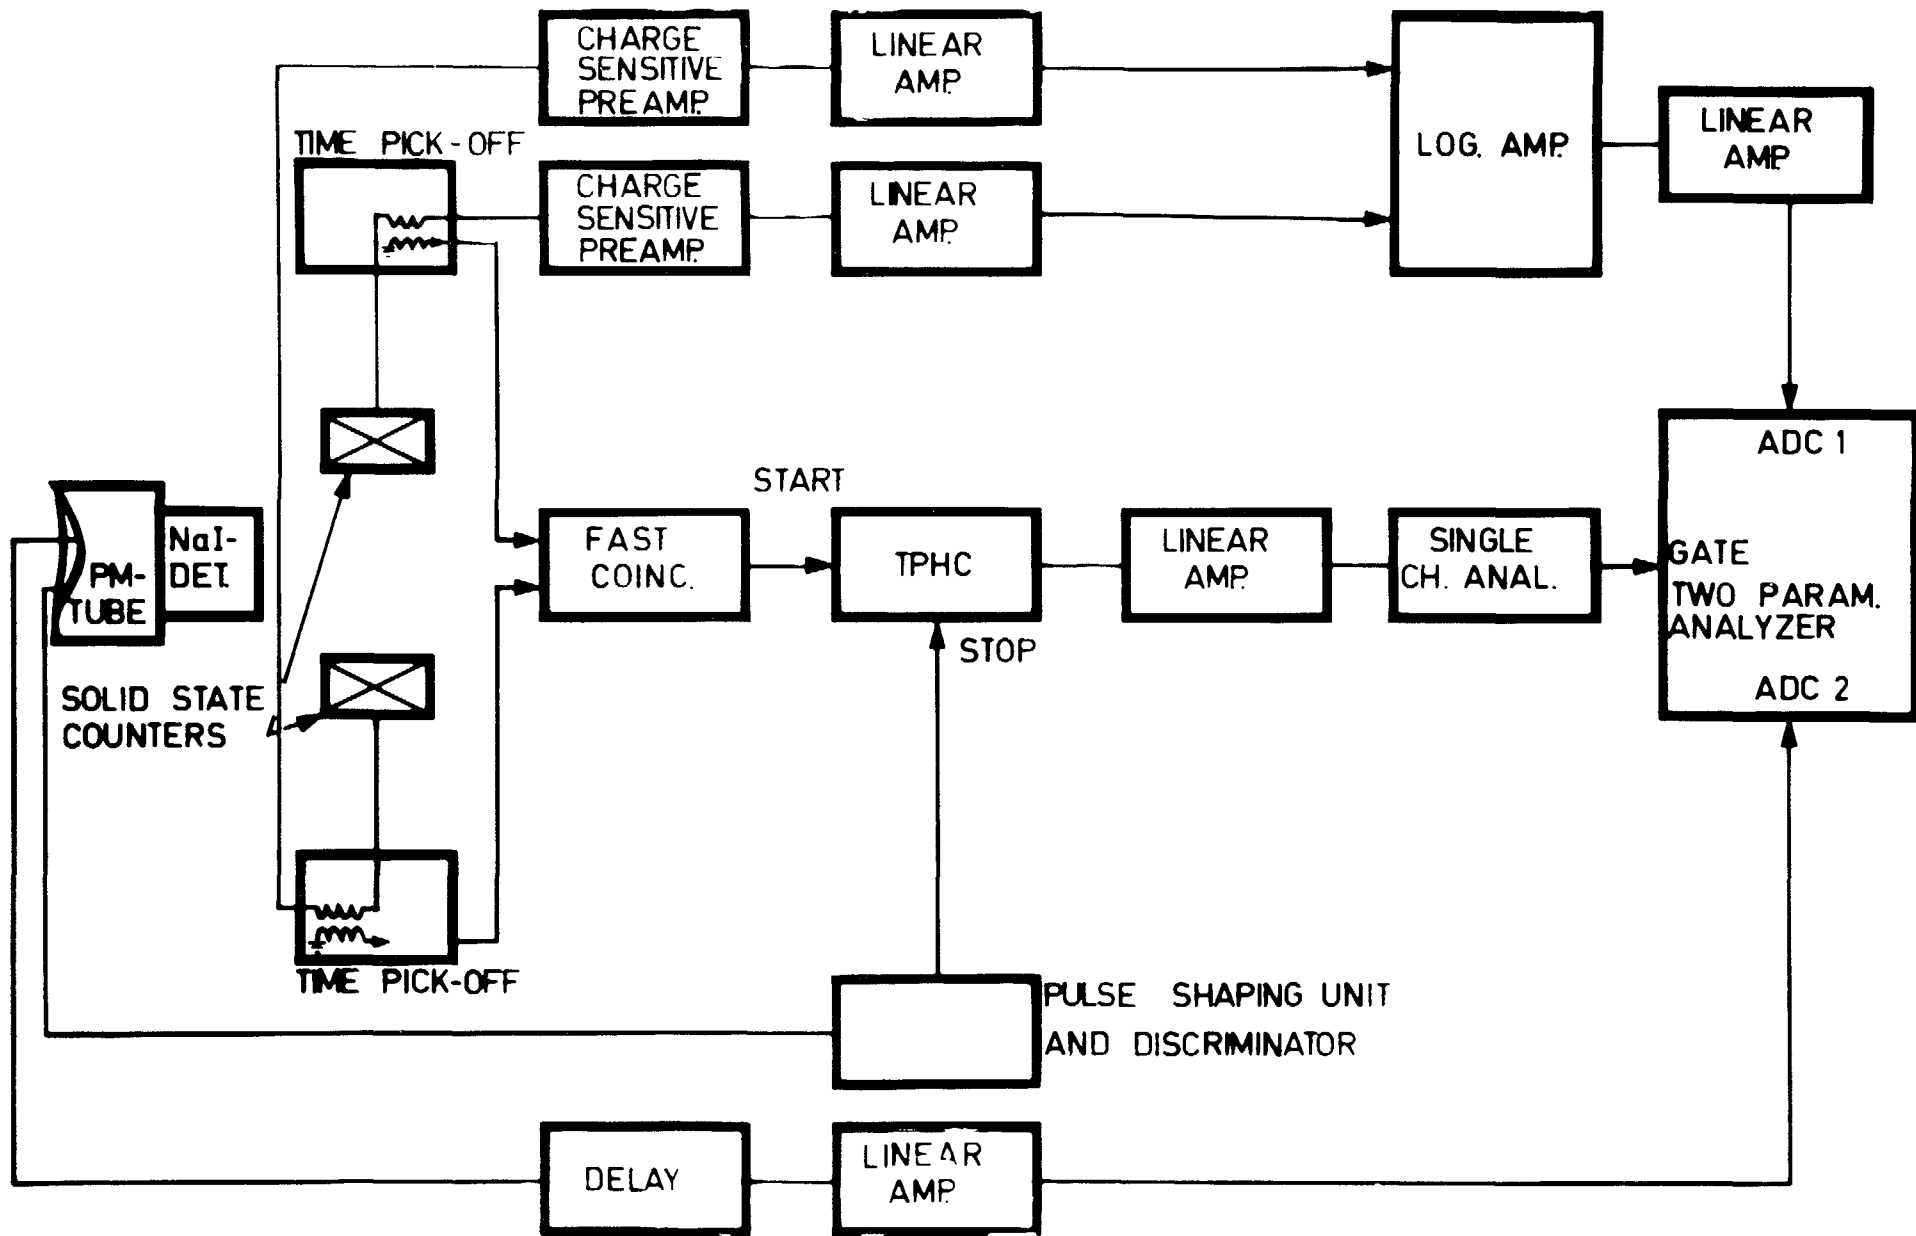 CHARGE
SENSITIVE
PREAMP.
LINEAR
AMP.
LOG. AMP.
LINEAR
AMP.
TIME PICK-OFF
CHARGE
SENSITIVE
PREAMP.
LINEAR
AMP.
ADC 1
GATE
TWO PARAM.
ANALYZER
ADC 2
PM-
TUBE
NaI-
DET.
SOLID STATE
COUNTERS
FAST
COINC.
START
TPHC
STOP
LINEAR
AMP.
SINGLE
CH. ANAL.
TIME PICK-OFF
PULSE SHAPING UNIT
AND DISCRIMINATOR
DELAY
LINEAR
AMP.